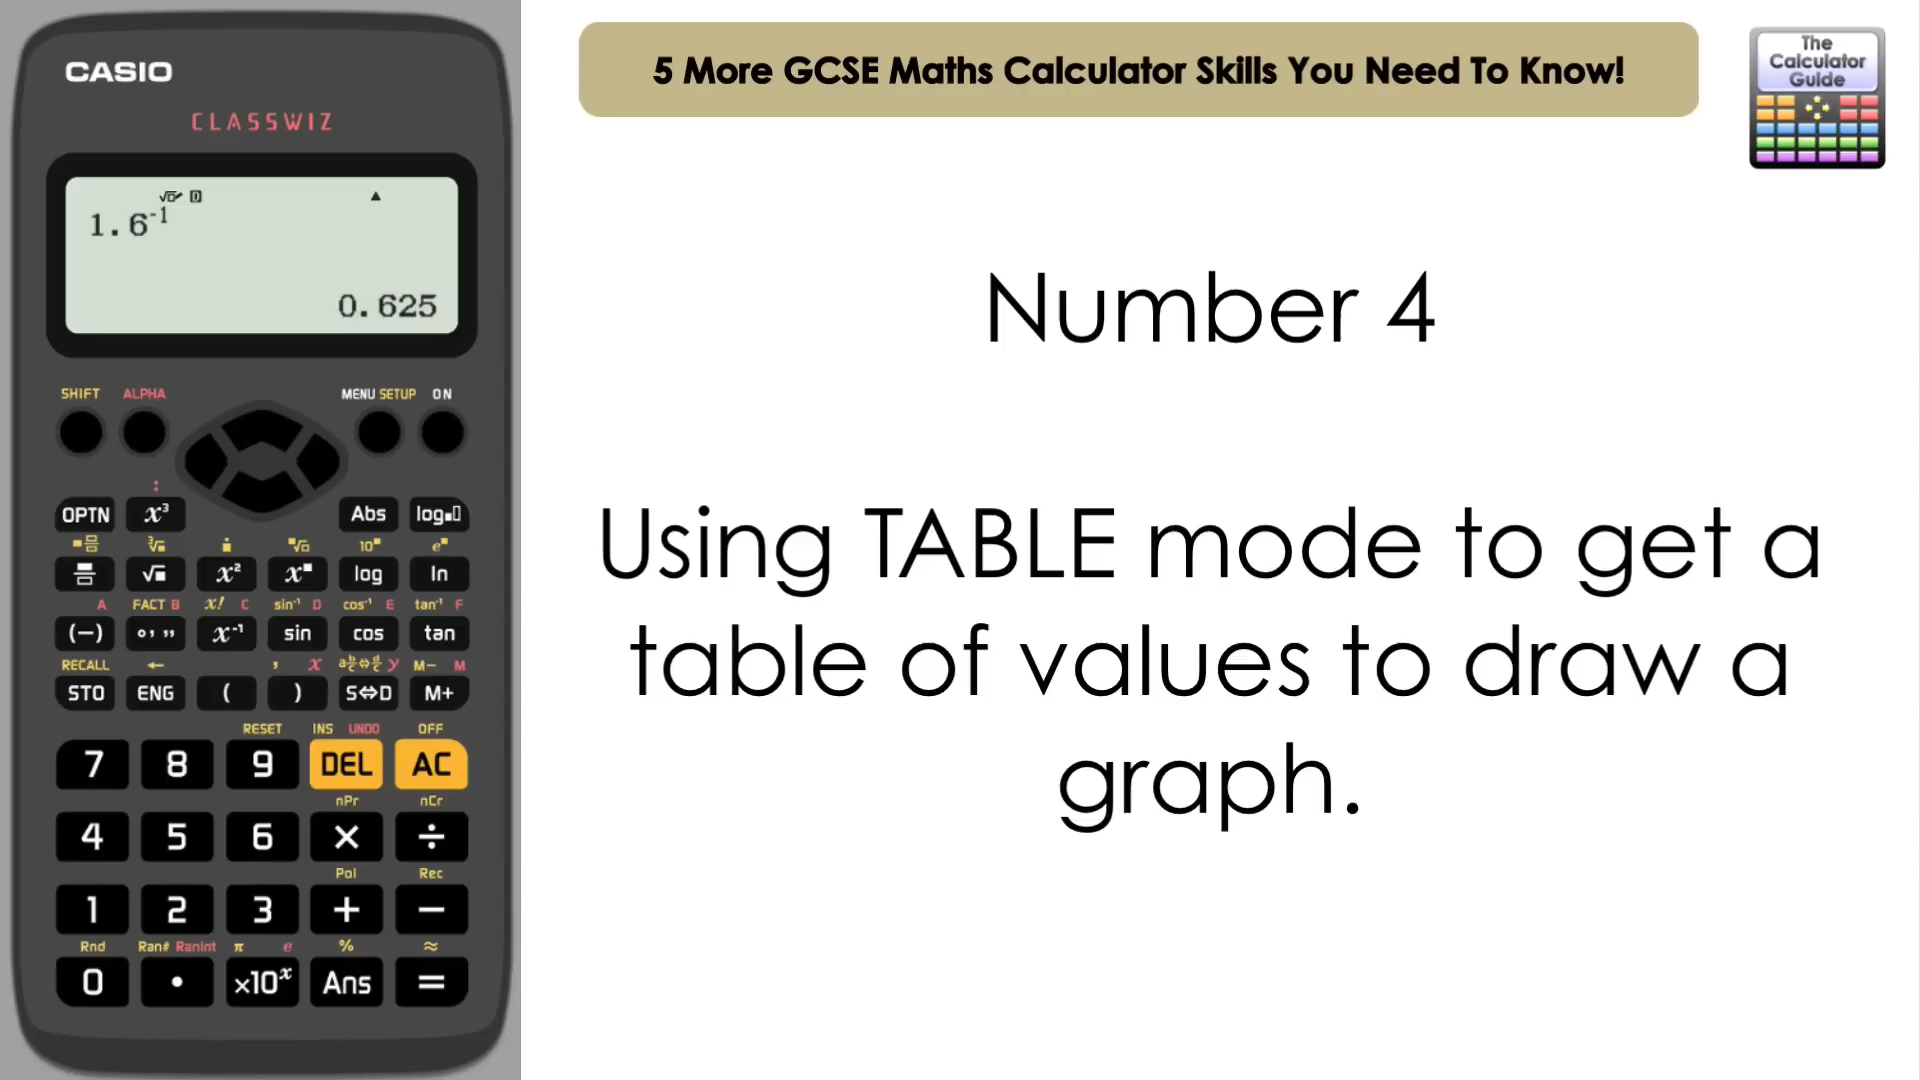 CASIO
CLASSWIZ
√□ D ▲
1.6⁻¹
0.625
SHIFT ALPHA MENU SETUP ON
:
OPTN x³ Abs log▪□
■ 日 ³√■ 10■ e■
√■ x² x■ log ln
A FACT B x! C sin⁻¹ D cos⁻¹ E tan⁻¹ F
(−) °’” x⁻¹ sin cos tan
RECALL ← , x a b/c⇔d/c y M− M
STO ENG ( ) S⇔D M+
RESET INS UNDO OFF
7 8 9 DEL AC
nPr nCr
4 5 6 × ÷
Pol Rec
1 2 3 + −
Rnd Ran# RanInt π e % ≈
0 • ×10ˣ Ans =
5 More GCSE Maths Calculator Skills You Need To Know!
The
Calculator
Guide
Number 4
Using TABLE mode to get a
table of values to draw a
graph.